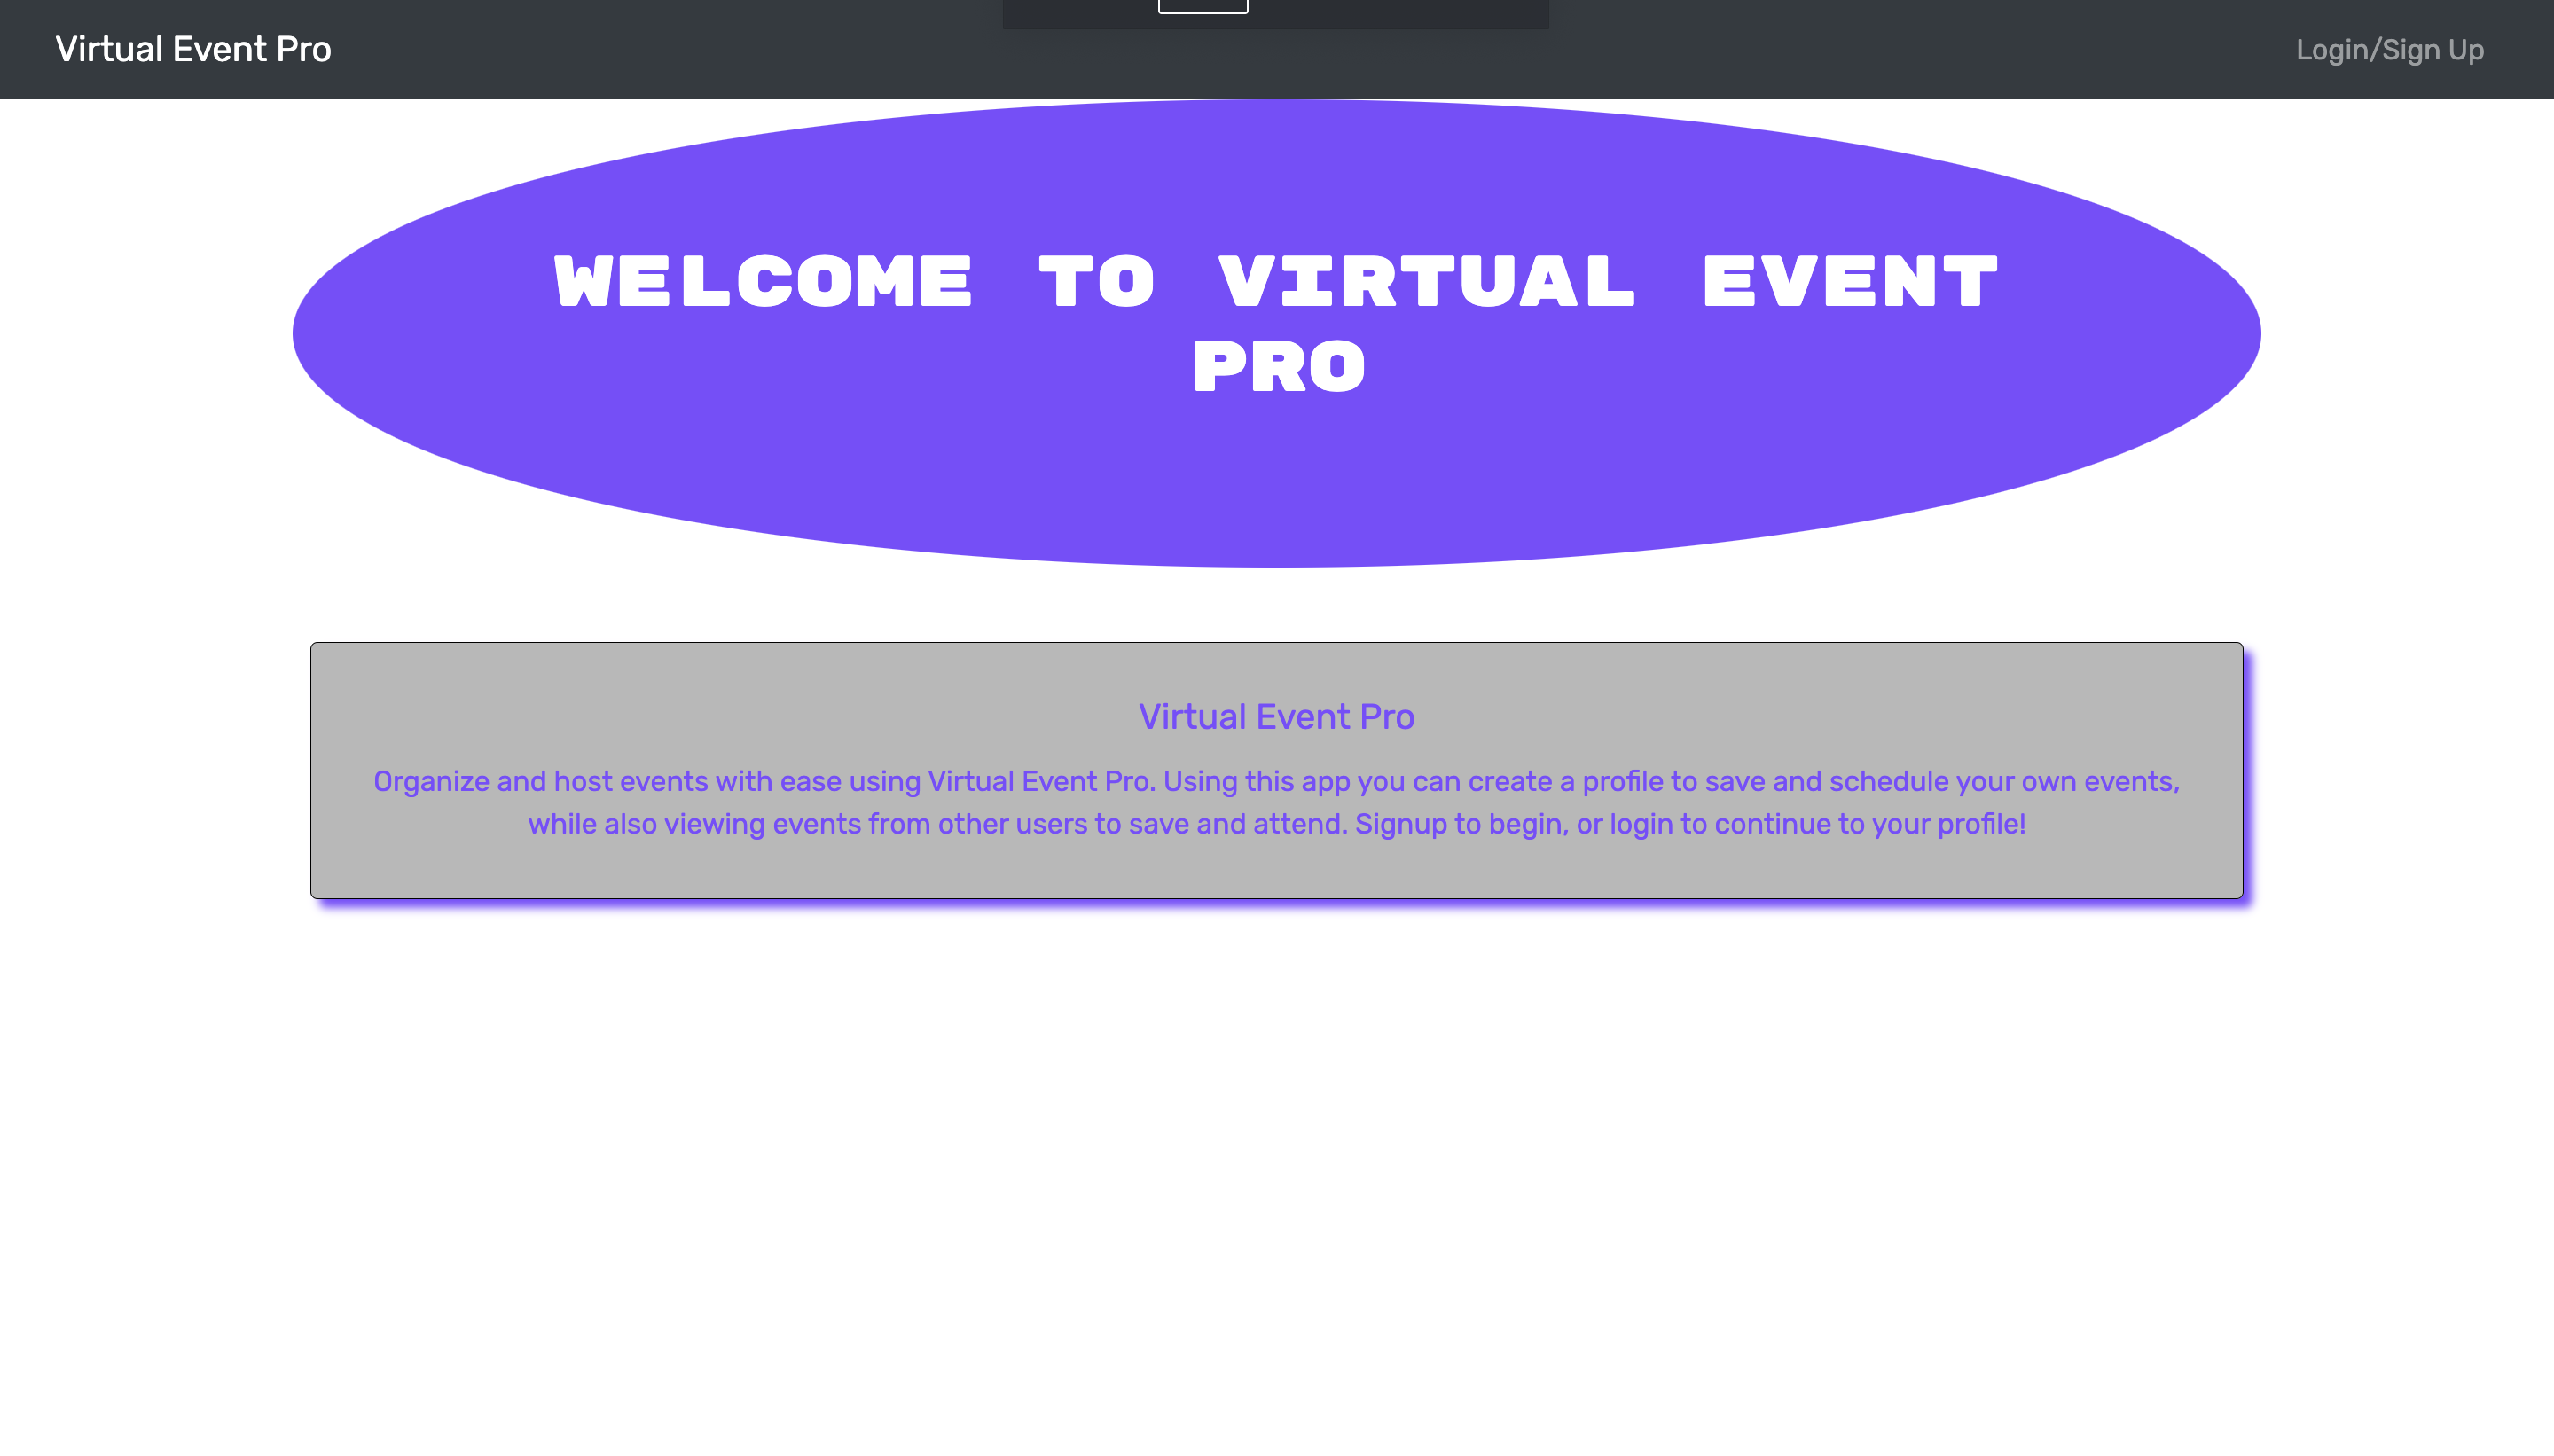 Virtual Event Pro
Login/Sign Up
WELCOME TO VIRTUAL EVENT
PRO
Virtual Event Pro
Organize and host events with ease using Virtual Event Pro. Using this app you can create a profile to save and schedule your own events,
while also viewing events from other users to save and attend. Signup to begin, or login to continue to your profile!